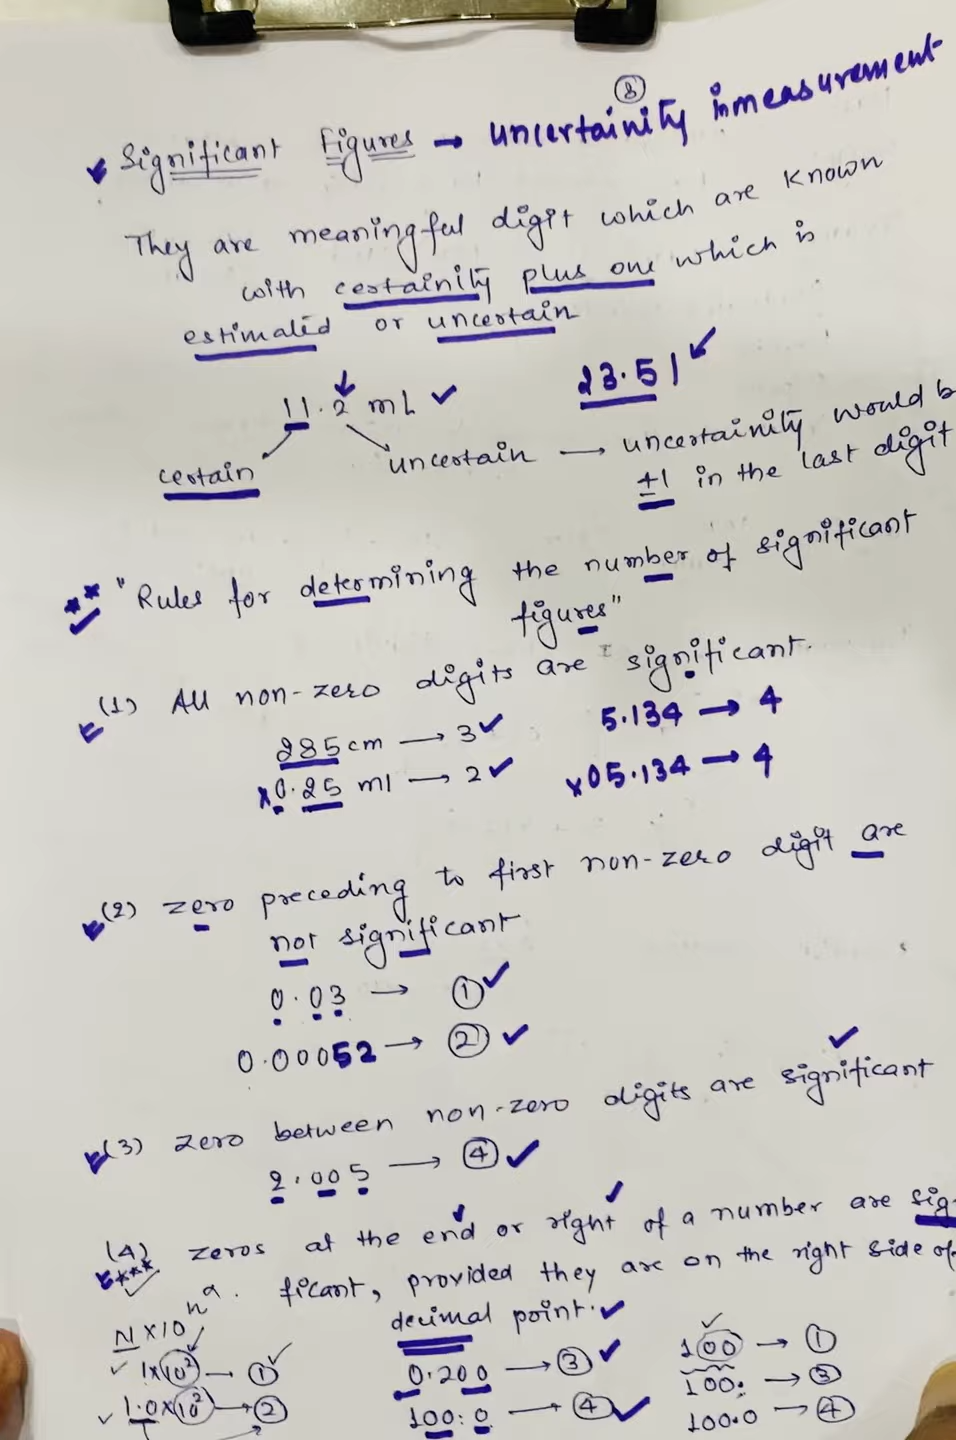 8
Significant Figures → uncertainity in measurement
They are meaningful digit which are known
with certainity plus one which is
estimated or uncertain
23.51
11.2 mL
certain
uncertain → uncertainity would b
±1 in the last digit
** "Rules for determining the number of significant
figures"
(1) All non-zero digits are significant.
285 cm → 3
5.134 → 4
x0.25 ml → 2
x05.134 → 4
(2) zero preceding to first non-zero digit are
not significant
0.03 → 1
0.00052 → 2
(3) zero between non-zero digits are significant
2.005 → 4
(4) zeros at the end or right of a number are sig-
ficant, provided they are on the right side of
decimal point.
N×10
1×10² → 1
0.200 → 3
100 → 1
100. → 3
1.0×10² → 2
100.0 → 4
100.0 → 4